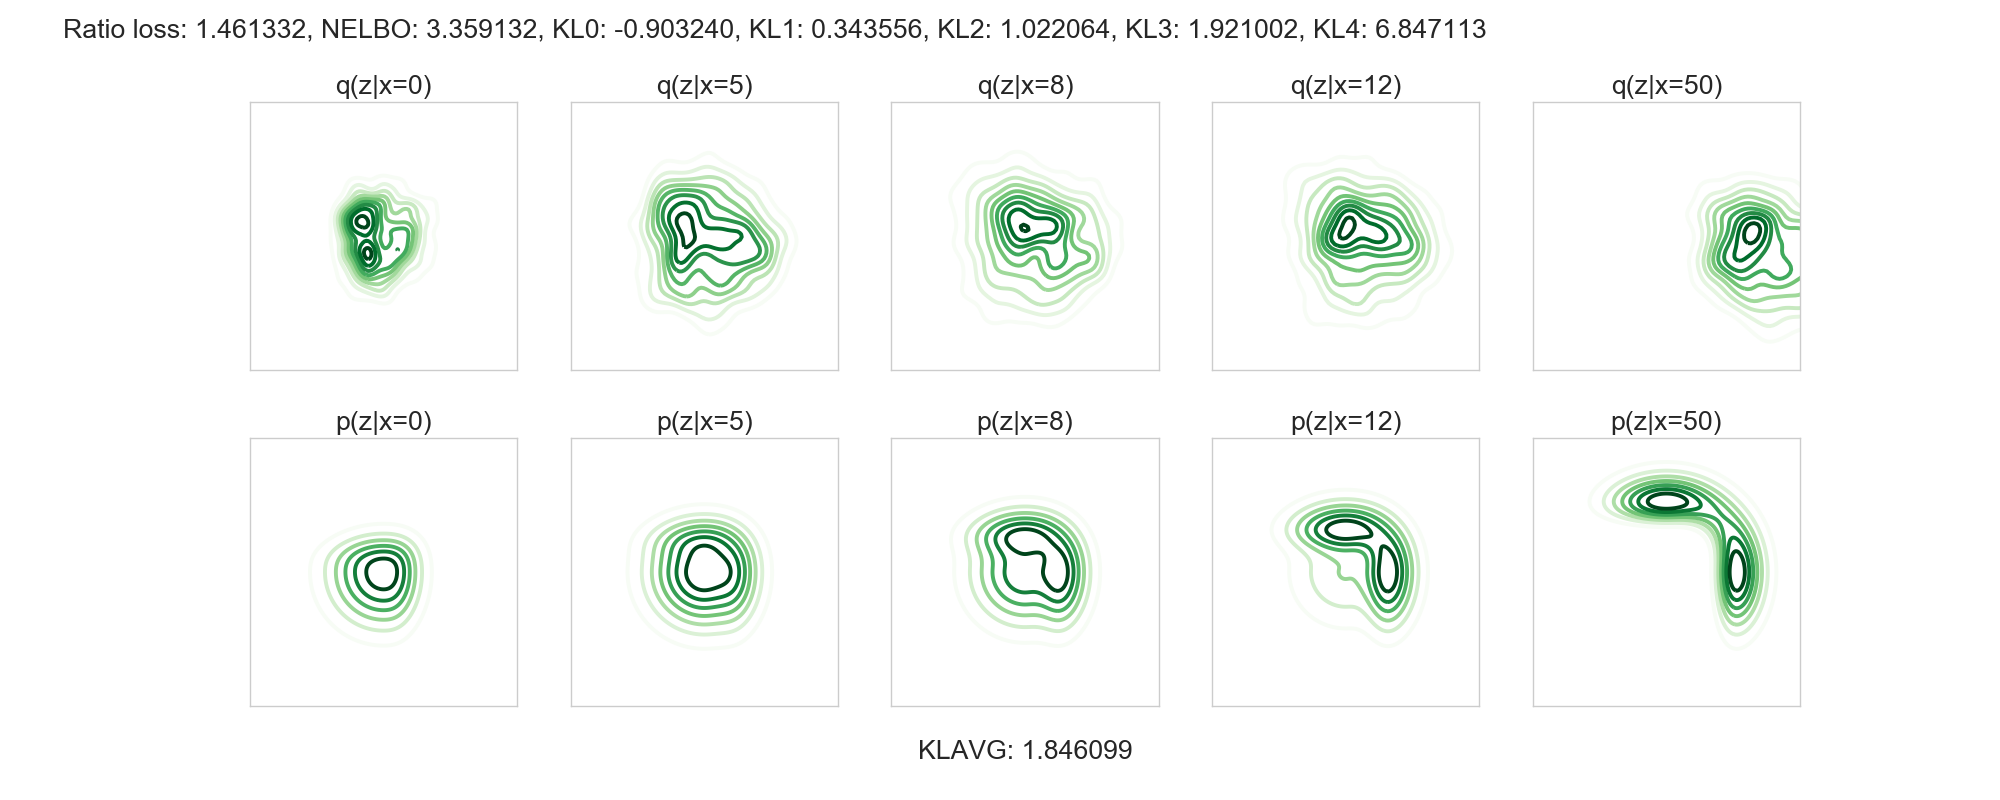 Ratio loss: 1.461332, NELBO: 3.359132, KL0: -0.903240, KL1: 0.343556, KL2: 1.022064, KL3: 1.921002, KL4: 6.847113
q(z|x=0) q(z|x=5) q(z|x=8) q(z|x=12) q(z|x=50)
p(z|x=0) p(z|x=5) p(z|x=8) p(z|x=12) p(z|x=50)
KLAVG: 1.846099